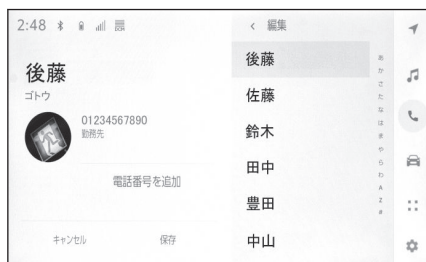 2:48
後藤
ゴトウ
01234567890
勤務先
電話番号を追加
キャンセル 保存
< 編集
後藤
佐藤
鈴木
田中
豊田
中山
あ
か
さ
た
な
は
ま
や
ら
わ
A
Z
#